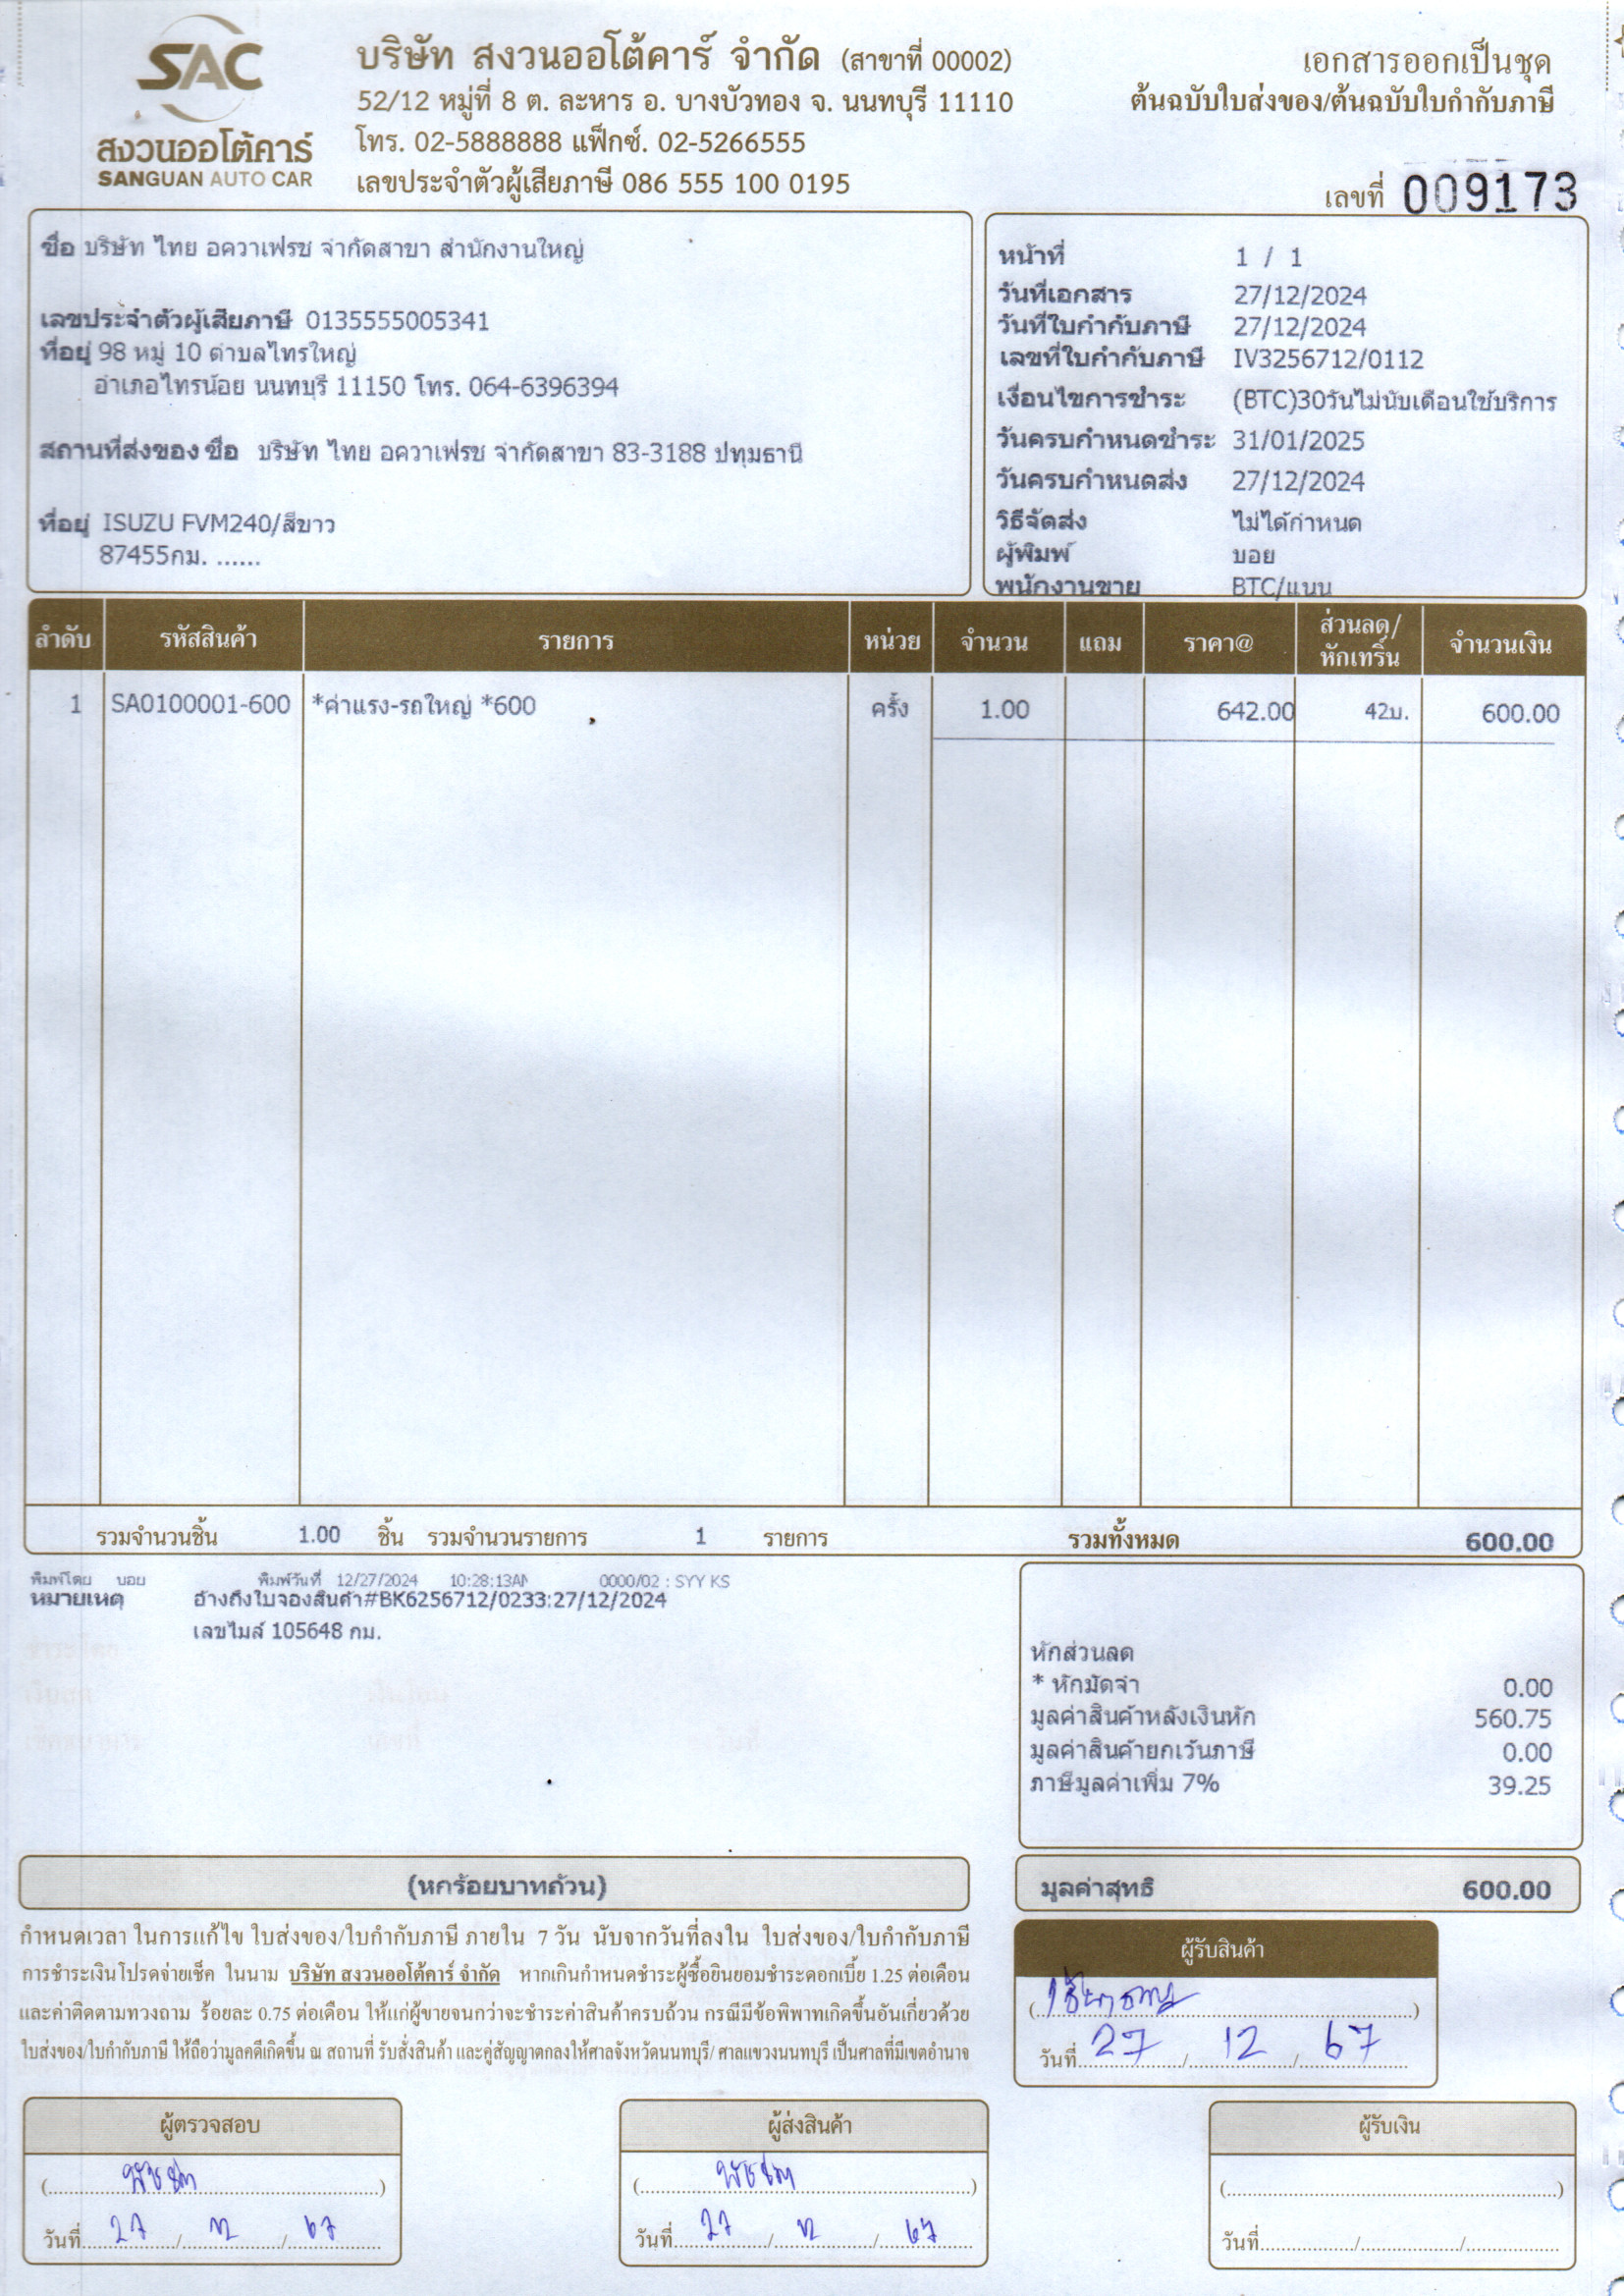 SAC
สงวนออโต้คาร์
SANGUAN AUTO CAR
บริษัท สงวนออโต้คาร์ จำกัด (สาขาที่ 00002)
52/12 หมู่ที่ 8 ต. ละหาร อ. บางบัวทอง จ. นนทบุรี 11110
โทร. 02-5888888 แฟ็กซ์. 02-5266555
เลขประจำตัวผู้เสียภาษี 086 555 100 0195
เอกสารออกเป็นชุด
ต้นฉบับใบส่งของ/ต้นฉบับใบกำกับภาษี
เลขที่ 009173
ชื่อ บริษัท ไทย อควาเฟรช จำกัดสาขา สำนักงานใหญ่
เลขประจำตัวผู้เสียภาษี 0135555005341
ที่อยู่ 98 หมู่ 10 ตำบลไทรใหญ่
อำเภอไทรน้อย นนทบุรี 11150 โทร. 064-6396394
สถานที่ส่งของ ชื่อ บริษัท ไทย อควาเฟรช จำกัดสาขา 83-3188 ปทุมธานี
ที่อยู่ ISUZU FVM240/สีขาว
87455กม. ......
หน้าที่ 1 / 1
วันที่เอกสาร 27/12/2024
วันที่ใบกำกับภาษี 27/12/2024
เลขที่ใบกำกับภาษี IV3256712/0112
เงื่อนไขการชำระ (BTC)30วันไม่นับเดือนใช้บริการ
วันครบกำหนดชำระ 31/01/2025
วันครบกำหนดส่ง 27/12/2024
วิธีจัดส่ง ไม่ได้กำหนด
ผู้พิมพ์ บอย
พนักงานขาย BTC/แนน
ลำดับ รหัสสินค้า รายการ หน่วย จำนวน แถม ราคา@ ส่วนลด/หักเทริ์น จำนวนเงิน
1 SA0100001-600 *ค่าแรง-รถใหญ่ *600 ครั้ง 1.00 642.00 42บ. 600.00
รวมจำนวนชิ้น 1.00 ชิ้น รวมจำนวนรายการ 1 รายการ รวมทั้งหมด 600.00
พิมพ์โดย บอย พิมพ์วันที่ 12/27/2024 10:28:13AM 0000/02 : SYY KS
หมายเหตุ อ้างถึงใบจองสินค้า#BK6256712/0233:27/12/2024
เลขไมล์ 105648 กม.
หักส่วนลด
* หักมัดจำ 0.00
มูลค่าสินค้าหลังเงินหัก 560.75
มูลค่าสินค้ายกเว้นภาษี 0.00
ภาษีมูลค่าเพิ่ม 7% 39.25
(หกร้อยบาทถ้วน)
มูลค่าสุทธิ 600.00
กำหนดเวลา ในการแก้ไข ใบส่งของ/ใบกำกับภาษี ภายใน 7 วัน นับจากวันที่ลงใน ใบส่งของ/ใบกำกับภาษี
การชำระเงินโปรดจ่ายเช็ค ในนาม บริษัท สงวนออโต้คาร์ จำกัด หากเกินกำหนดชำระผู้ซื้อยินยอมชำระดอกเบี้ย 1.25 ต่อเดือน
และค่าติดตามทวงถาม ร้อยละ 0.75 ต่อเดือน ให้แก่ผู้ขายจนกว่าจะชำระค่าสินค้าครบถ้วน กรณีมีข้อพิพาทเกิดขึ้นอันเกี่ยวด้วย
ใบส่งของ/ใบกำกับภาษี ให้ถือว่ามูลคดีเกิดขึ้น ณ สถานที่ รับสั่งสินค้า และคู่สัญญาตกลงให้ศาลจังหวัดนนทบุรี/ ศาลแขวงนนทบุรี เป็นศาลที่มีเขตอำนาจ
ผู้รับสินค้า
วันที่ 27 / 12 / 67
ผู้ตรวจสอบ
วันที่ 27 / 12 / 67
ผู้ส่งสินค้า
วันที่ 27 / 12 / 67
ผู้รับเงิน
(..........)
วันที่........../........../..........